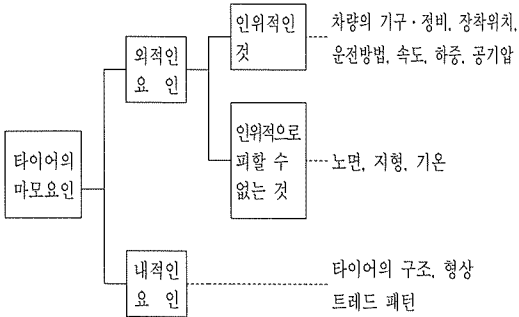 인위적인
것
차량의 기구·정비, 장착위치,
운전방법, 속도, 하중, 공기압
외적인
요 인
인위적으로
피할 수
없는 것
노면, 지형, 기온
타이어의
마모요인
내적인
요 인
타이어의 구조, 형상
트레드 패턴